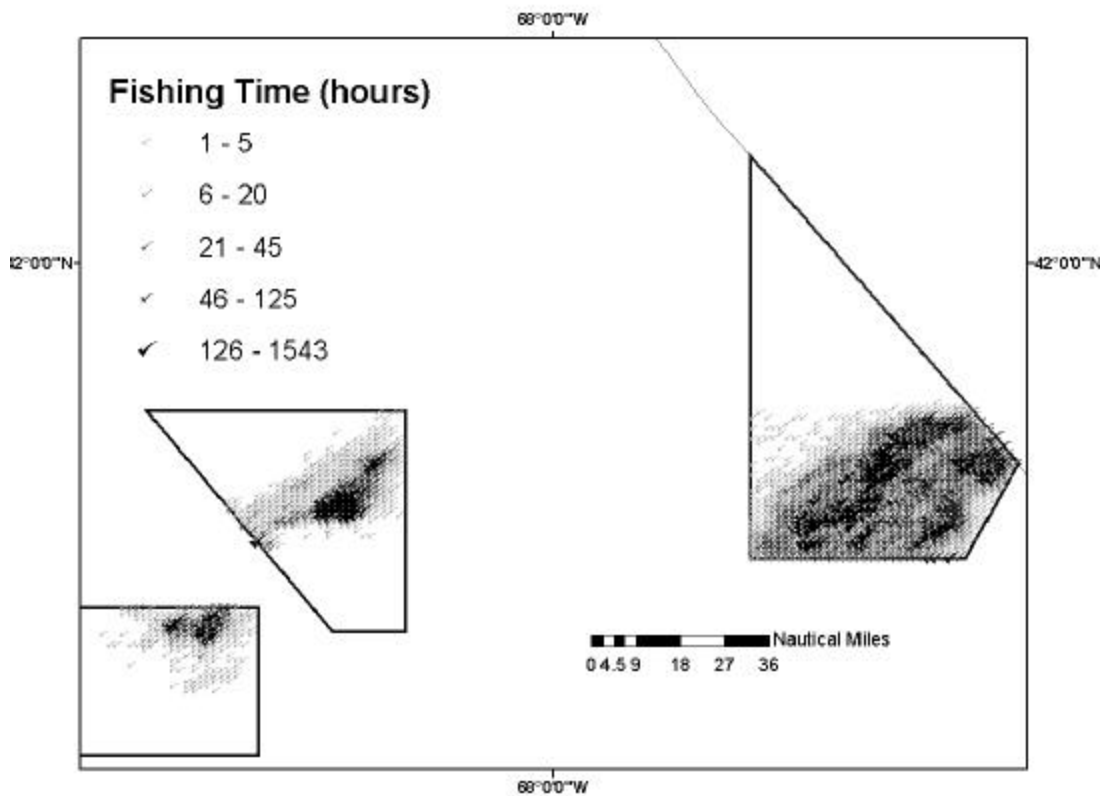 68°0'0"W
Fishing Time (hours)
1 - 5
6 - 20
21 - 45
46 - 125
126 - 1543
42°0'0"N
42°0'0"N
Nautical Miles
0 4.5 9 18 27 36
68°0'0"W